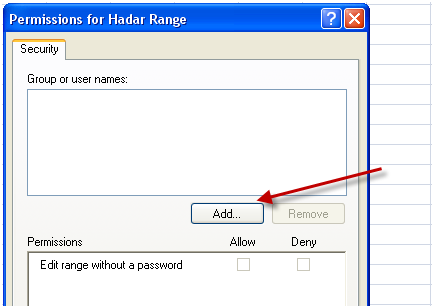 Permissions for Hadar Range
Security
Group or user names:
Add... Remove
Permissions Allow Deny
Edit range without a password